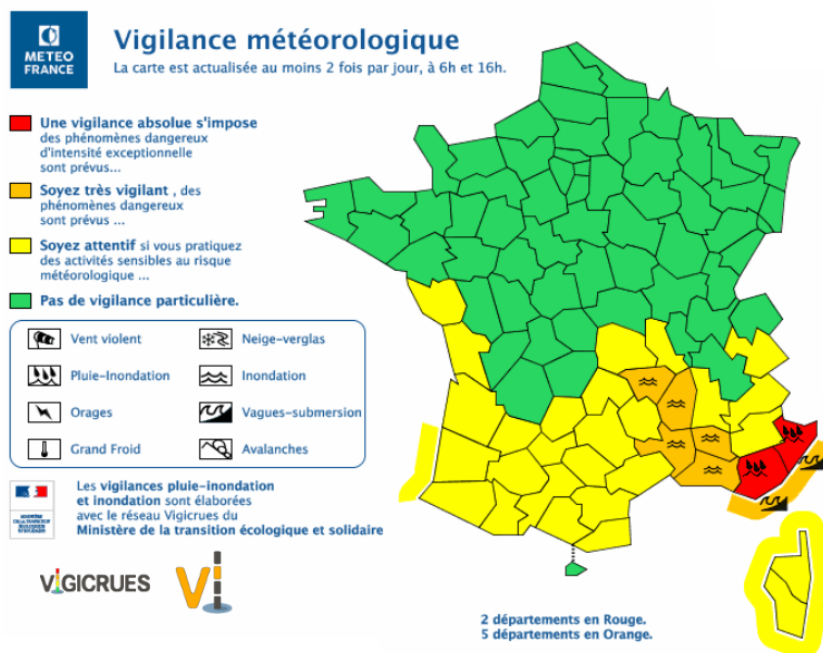 METEO
FRANCE
Vigilance météorologique
La carte est actualisée au moins 2 fois par jour, à 6h et 16h.
Une vigilance absolue s'impose
des phénomènes dangereux
d'intensité exceptionnelle
sont prévus...
Soyez très vigilant , des
phénomènes dangereux
sont prévus ...
Soyez attentif si vous pratiquez
des activités sensibles au risque
météorologique ...
Pas de vigilance particulière.
Vent violent
Neige-verglas
Pluie-Inondation
Inondation
Orages
Vagues-submersion
Grand Froid
Avalanches
Les vigilances pluie-inondation
et inondation sont élaborées
avec le réseau Vigicrues du
Ministère de la transition écologique et solidaire
VIGICRUES
Vi
2 départements en Rouge.
5 départements en Orange.